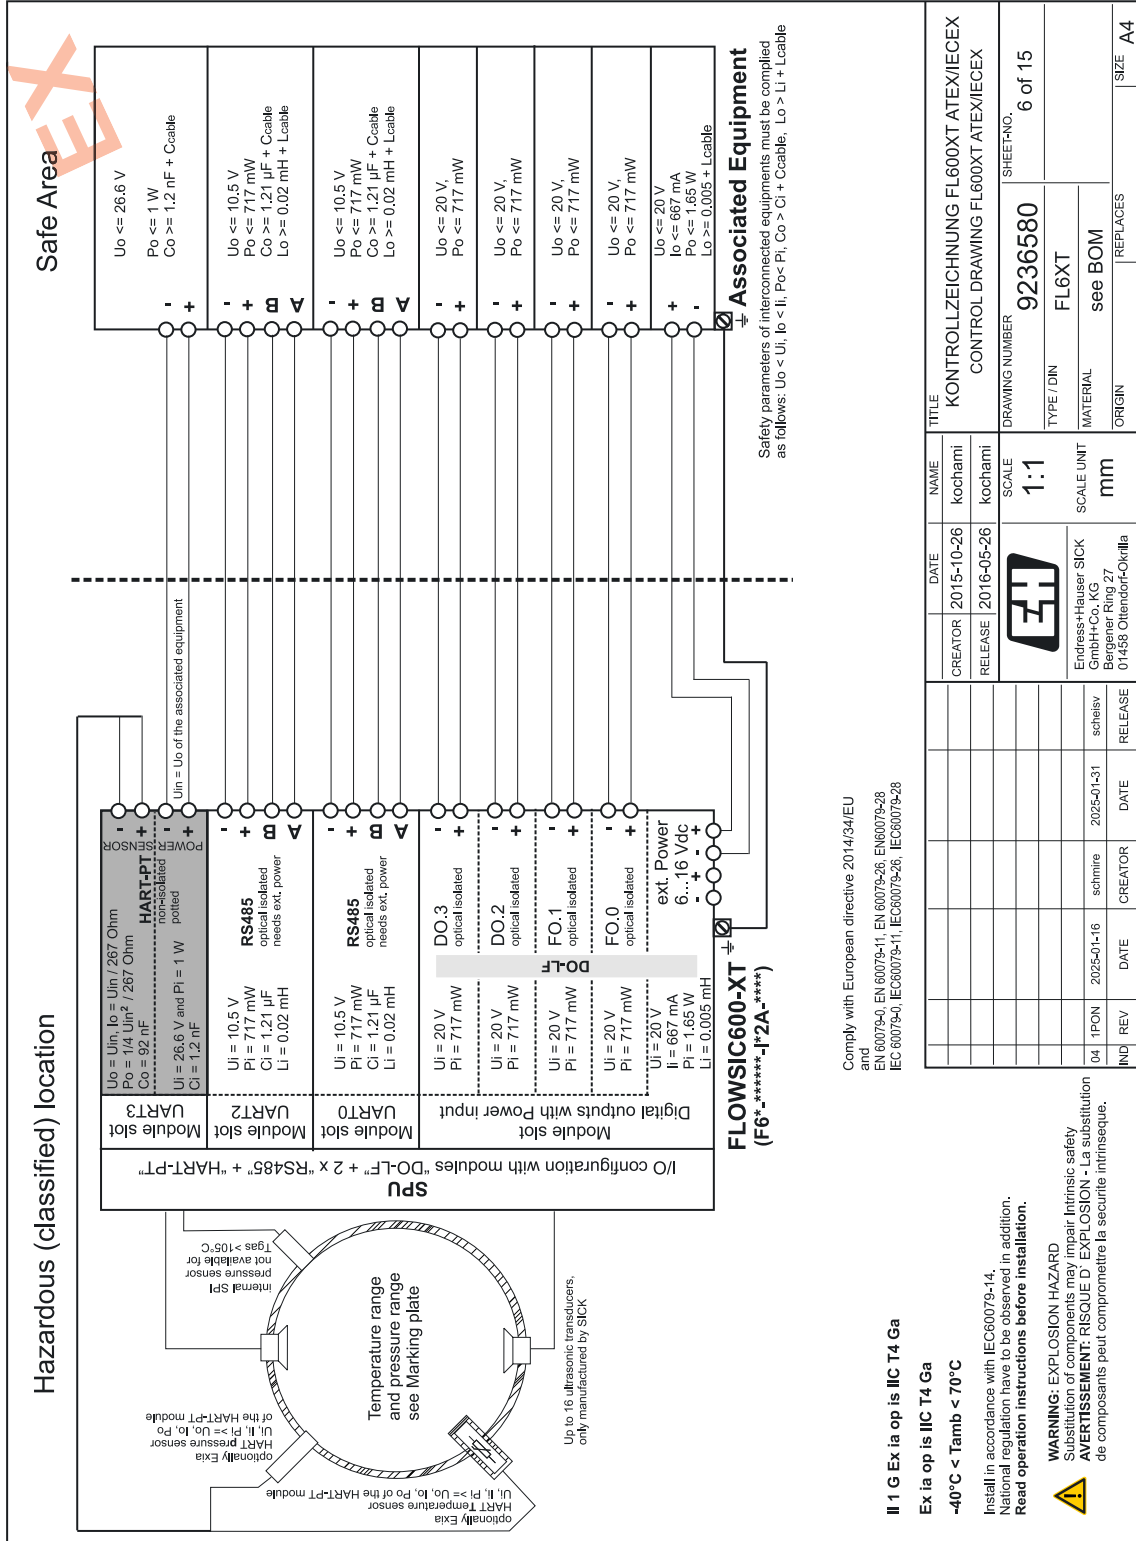 EX
Hazardous (classified) location
Safe Area
optionally Exia
HART Temperature sensor
Ui, Ii, Pi >= Uo, Io, Po of the HART-PT module
optionally Exia
HART pressure sensor
Ui, Ii, Pi >= Uo, Io, Po
of the HART-PT module
internal SPI
pressure sensor
not available for
Tgas >105°C
Temperature range
and pressure range
see Marking plate
Up to 16 ultrasonic transducers,
only manufactured by SICK
SPU
I/O configuration with modules "DO-LF" + 2 x "RS485" + "HART-PT"
Module slot
UART3
Uo = Uin, Io = Uin / 267 Ohm
Po = 1/4 Uin² / 267 Ohm
Co = 92 nF
HART-PT
non-isolated
potted
Ui = 26.6 V and Pi = 1 W
Ci = 1.2 nF
SENSOR
- +
POWER
- +
Uin = Uo of the associated equipment
Module slot
UART2
Ui = 10.5 V
Pi = 717 mW
Ci = 1.21 µF
Li = 0.02 mH
RS485
optical isolated
needs ext. power
- + B A
Module slot
UART0
Ui = 10.5 V
Pi = 717 mW
Ci = 1.21 µF
Li = 0.02 mH
RS485
optical isolated
needs ext. power
- + B A
Module slot
Digital outputs with Power input
DO-LF
Ui = 20 V
Pi = 717 mW
DO.3
optical isolated
- +
Ui = 20 V
Pi = 717 mW
DO.2
optical isolated
- +
Ui = 20 V
Pi = 717 mW
FO.1
optical isolated
- +
Ui = 20 V
Pi = 717 mW
FO.0
optical isolated
- +
Ui = 20 V
Ii = 667 mA
Pi = 1.65 W
Li = 0.005 mH
ext. Power
6...16 Vdc
- + - +
FLOWSIC600-XT
(F6*-******-I*2A-****)
- +
Uo <= 26.6 V
Po <= 1 W
Co >= 1.2 nF + Ccable
- + B A
Uo <= 10.5 V
Po <= 717 mW
Co >= 1.21 µF + Ccable
Lo >= 0.02 mH + Lcable
- + B A
Uo <= 10.5 V
Po <= 717 mW
Co >= 1.21 µF + Ccable
Lo >= 0.02 mH + Lcable
- +
Uo <= 20 V,
Po <= 717 mW
- +
Uo <= 20 V,
Po <= 717 mW
- +
Uo <= 20 V,
Po <= 717 mW
- +
Uo <= 20 V,
Po <= 717 mW
+ -
Uo <= 20 V
Io <= 667 mA
Po <= 1.65 W
Lo >= 0.005 + Lcable
Associated Equipment
Safety parameters of interconnected equipments must be complied
as follows: Uo < Ui, Io < Ii, Po< Pi, Co > Ci + Ccable, Lo > Li + Lcable
II 1 G Ex ia op is IIC T4 Ga
Ex ia op is IIC T4 Ga
-40°C < Tamb < 70°C
Install in accordance with IEC60079-14.
National regulation have to be observed in addition.
Read operation instructions before installation.
WARNING: EXPLOSION HAZARD
Substitution of components may impair Intrinsic safety
AVERTISSEMENT: RISQUE D' EXPLOSION - La substitution
de composants peut compromettre la securite intrinseque.
Comply with European directive 2014/34/EU
and
EN 60079-0, EN 60079-11, EN 60079-26, EN60079-28
IEC 60079-0, IEC60079-11, IEC60079-26, IEC60079-28
04 1PON 2025-01-16 schmire 2025-01-31 scheisv
IND REV DATE CREATOR DATE RELEASE
DATE NAME
CREATOR 2015-10-26 kochami
RELEASE 2016-05-26 kochami
EH
Endress+Hauser SICK
GmbH+Co. KG
Bergener Ring 27
01458 Ottendorf-Okrilla
SCALE
1:1
SCALE UNIT
mm
TITLE
KONTROLLZEICHNUNG FL600XT ATEX/IECEX
CONTROL DRAWING FL600XT ATEX/IECEX
DRAWING NUMBER
9236580
SHEET-NO.
6 of 15
TYPE / DIN
FL6XT
MATERIAL
see BOM
ORIGIN
REPLACES
SIZE A4